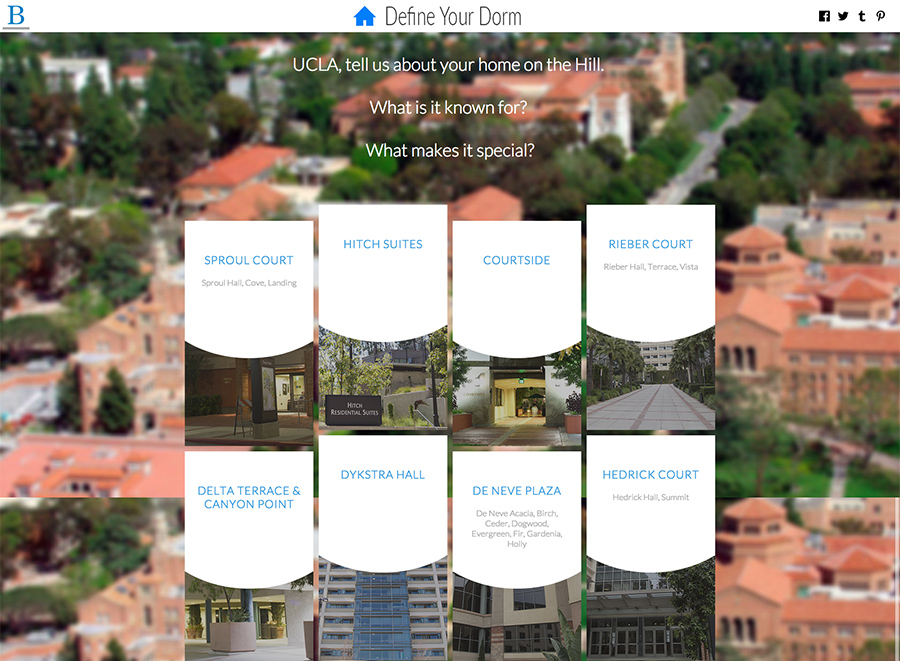 B
Define Your Dorm
UCLA, tell us about your home on the Hill.
What is it known for?
What makes it special?
SPROUL COURT
Sproul Hall, Cove, Landing
HITCH SUITES
HITCH
RESIDENTIAL SUITES
COURTSIDE
RIEBER COURT
Rieber Hall, Terrace, Vista
DELTA TERRACE &
CANYON POINT
DYKSTRA HALL
DE NEVE PLAZA
De Neve Acacia, Birch,
Ceder, Dogwood,
Evergreen, Fir, Gardenia,
Holly
HEDRICK COURT
Hedrick Hall, Summit